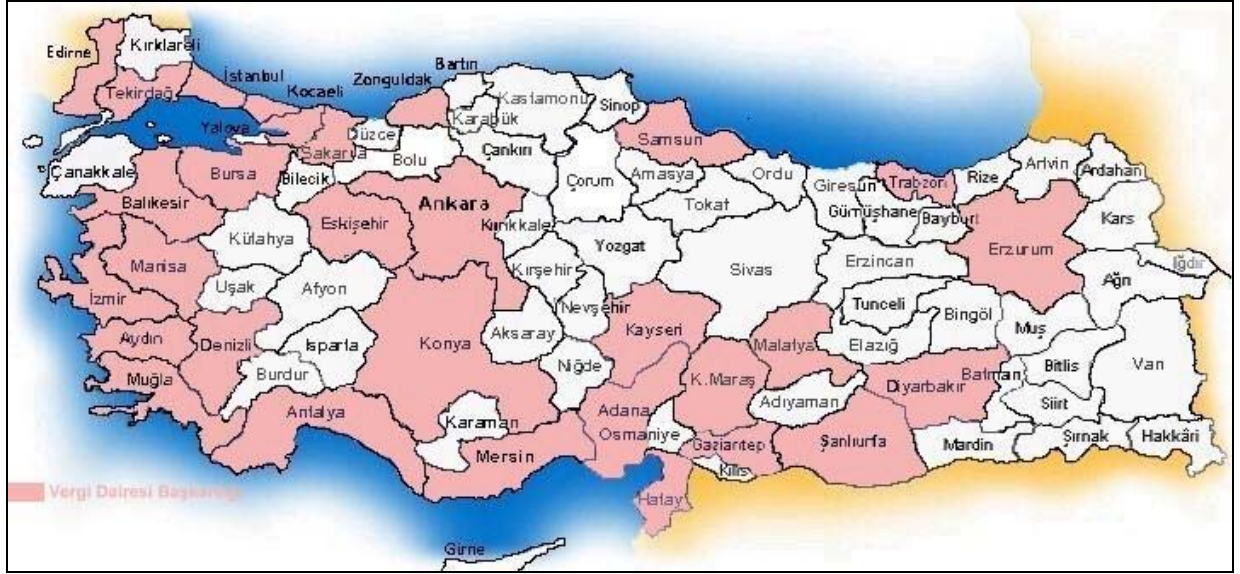 Edirne
Kırklareli
Tekirdağ
İstanbul
Kocaeli
Yalova
Sakarya
Düzce
Zonguldak
Bartın
Karabük
Kastamonu
Sinop
Bolu
Çankırı
Samsun
Çanakkale
Bursa
Bilecik
Çorum
Amasya
Ordu
Giresun
Trabzon
Rize
Artvin
Ardahan
Balıkesir
Eskişehir
Ankara
Kırıkkale
Tokat
Gümüşhane
Bayburt
Kars
Külahya
Yozgat
Sivas
Erzincan
Erzurum
Iğdır
Manisa
Uşak
Afyon
Kırşehir
Ağrı
İzmir
Nevşehir
Tunceli
Bingöl
Muş
Aydın
Denizli
Isparta
Konya
Aksaray
Kayseri
Malatya
Elazığ
Bitlis
Van
Muğla
Burdur
Niğde
K.Maraş
Diyarbakır
Batman
Adıyaman
Siirt
Antalya
Karaman
Adana
Osmaniye
Gaziantep
Şanlıurfa
Mardin
Şırnak
Hakkâri
Mersin
Kilis
Hatay
Vergi Dairesi Başkanlığı
Girne